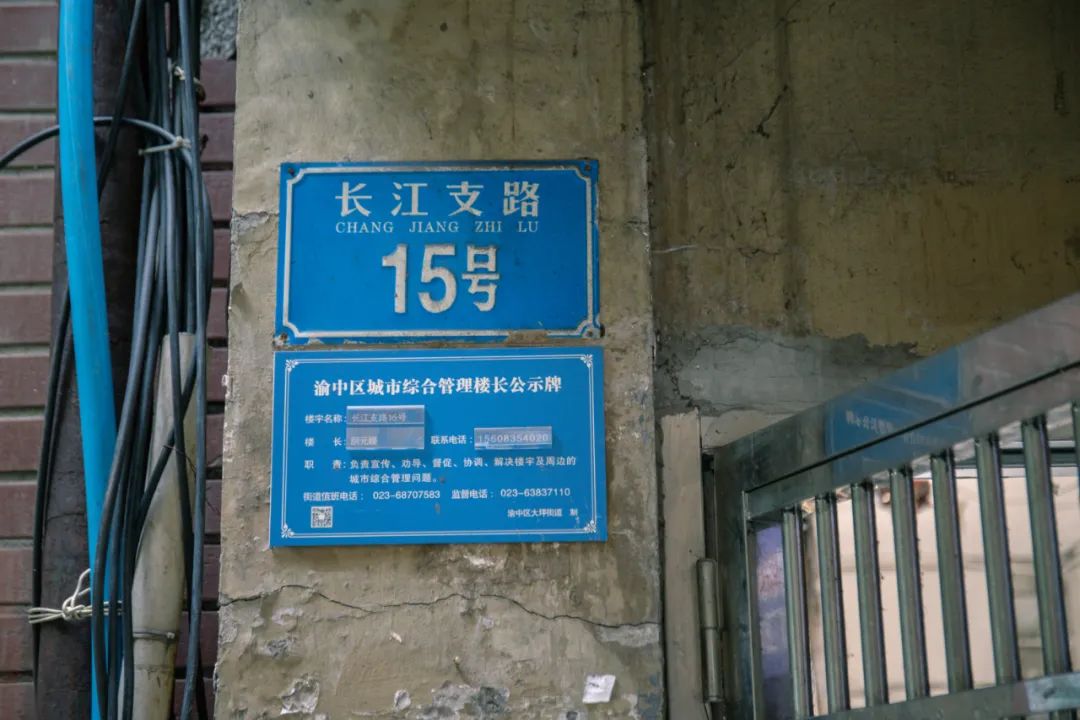 长江支路
CHANG JIANG ZHI LU
15号
渝中区城市综合管理楼长公示牌
楼宇名称：长江支路15号
楼 长： 联系电话：15608354020
职 责：负责宣传、劝导、督促、协调、解决楼宇及周边的
城市综合管理问题。
街道值班电话： 023-68707583 监督电话： 023-63837110
渝中区大坪街道 制